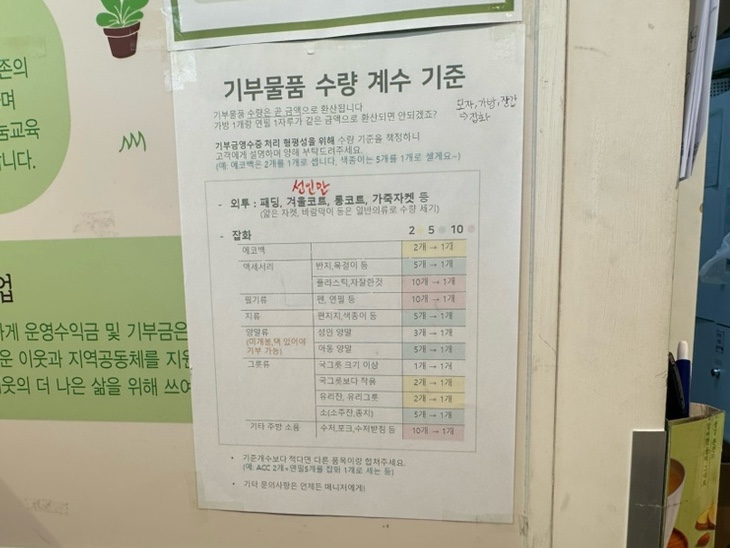 기부물품 수량 계수 기준
모자, 가방, 장갑
⇒잡화
기부물품 수량은 곧 금액으로 환산됩니다
가방 1개랑 연필 1자루가 같은 금액으로 환산되면 안되겠죠?
기부금영수증 처리 형평성을 위해 수량 기준을 책정하니
고객에게 설명하며 양해 부탁드려주세요.
(예: 에코백은 2개를 1개로 셉니다. 색종이는 5개를 1개로 셀게요~)
성인만
- 외투 : 패딩, 겨울코트, 롱코트, 가죽자켓 등
(얇은 자켓, 바람막이 등은 일반의류로 수량 세기)
- 잡화 2 5 10
에코백 2개 → 1개
액세서리 반지,목걸이 등 5개 → 1개
플라스틱,자잘한것 10개 → 1개
필기류 펜, 연필 등 10개 → 1개
지류 편지지,색종이 등 5개 → 1개
양말류 성인 양말 3개 → 1개
(미개봉,택 있어야
기부 가능) 아동 양말 5개 → 1개
그릇류 국그릇 크기 이상 1개 → 1개
국그릇보다 작음 2개 → 1개
유리잔, 유리그릇 2개 → 1개
소(소주잔,종지) 5개 → 1개
기타 주방 소품 수저,포크,수저받침 등 10개 → 1개
• 기준개수보다 적다면 다른 품목이랑 합쳐주세요.
(예: ACC 2개+연필5개를 잡화 1개로 세는 등)
• 기타 문의사항은 언제든 매니저에게!
존의
하며
눔교육
니다.
업
하게 운영수익금 및 기부금은
운 이웃과 지역공동체를 지원
웃의 더 나은 삶을 위해 쓰여